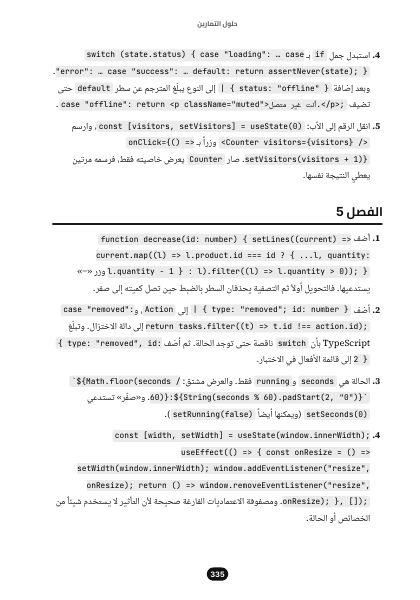 حلول التمارين
4. استبدل جمل if بـ switch (state.status) { case "loading": … case
"error": … case "success": … default: return assertNever(state); }.
وبعد إضافة | { status: "offline" } إلى النوع يبلّغ المترجم عن سطر default حتى
تضيف case "offline": return <p className="muted">أنت غير متصل.</p>;.
5. انقل الرقم إلى الأب: const [visitors, setVisitors] = useState(0)، وارسم
<Counter visitors={visitors} /> وزراً بـ onClick={() =>
setVisitors(visitors + 1)}. صار Counter يعرض خاصيته فقط، فرسمه مرتين
يعطي النتيجة نفسها.
الفصل 5
1. أضف function decrease(id: number) { setLines((current) =>
current.map((l) => l.product.id === id ? { ...l, quantity:
l.quantity - 1 } : l).filter((l) => l.quantity > 0)); } وزر «−»
يستدعيها. فالتحويل أولاً ثم التصفية يحذفان السطر بالضبط حين تصل كميته إلى صفر.
2. أضف | { type: "removed"; id: number } إلى Action، و case "removed":
return tasks.filter((t) => t.id !== action.id); إلى دالة الاختزال. وتبلّغ
TypeScript بأن switch ناقصة حتى توجد الحالة. ثم أضف { type: "removed", id:
2 } إلى قائمة الأفعال في الاختبار.
3. الحالة هي seconds و running فقط. والعرض مشتق: `${Math.floor(seconds /
60)}:${String(seconds % 60).padStart(2, "0")}`. و«صفّر» تستدعي
setSeconds(0) (ويمكنها أيضاً setRunning(false)).
4. const [width, setWidth] = useState(window.innerWidth);
useEffect(() => { const onResize = () =>
setWidth(window.innerWidth); window.addEventListener("resize",
onResize); return () => window.removeEventListener("resize",
onResize); }, []);. ومصفوفة الاعتماديات الفارغة صحيحة لأن التأثير لا يستخدم شيئاً من
الخصائص أو الحالة.
335